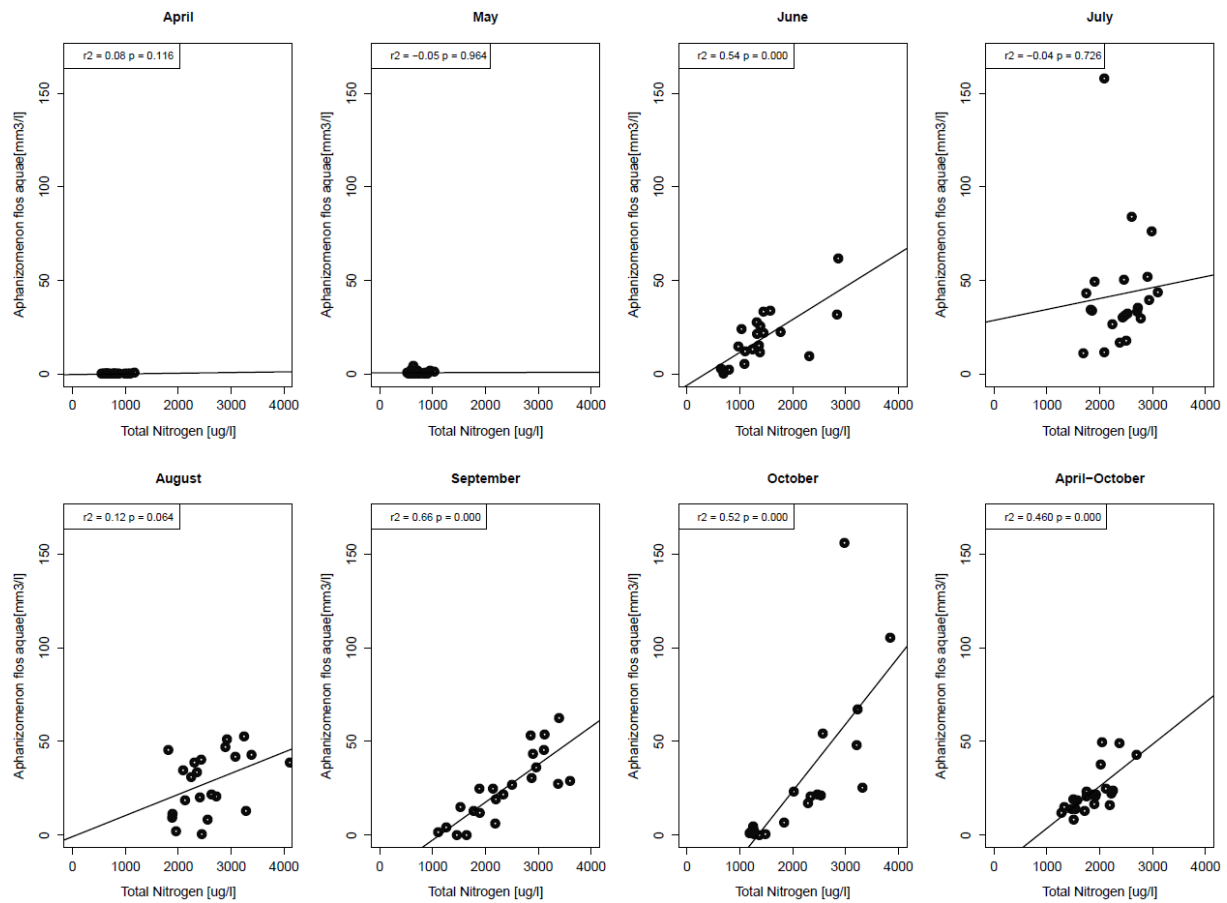 April
r2 = 0.08 p = 0.116
Aphanizomenon flos aquae[mm3/l]
0
50
100
150
0 1000 2000 3000 4000
Total Nitrogen [ug/l]
May
r2 = −0.05 p = 0.964
Aphanizomenon flos aquae[mm3/l]
0
50
100
150
0 1000 2000 3000 4000
Total Nitrogen [ug/l]
June
r2 = 0.54 p = 0.000
Aphanizomenon flos aquae[mm3/l]
0
50
100
150
0 1000 2000 3000 4000
Total Nitrogen [ug/l]
July
r2 = −0.04 p = 0.726
Aphanizomenon flos aquae[mm3/l]
0
50
100
150
0 1000 2000 3000 4000
Total Nitrogen [ug/l]
August
r2 = 0.12 p = 0.064
Aphanizomenon flos aquae[mm3/l]
0
50
100
150
0 1000 2000 3000 4000
Total Nitrogen [ug/l]
September
r2 = 0.66 p = 0.000
Aphanizomenon flos aquae[mm3/l]
0
50
100
150
0 1000 2000 3000 4000
Total Nitrogen [ug/l]
October
r2 = 0.52 p = 0.000
Aphanizomenon flos aquae[mm3/l]
0
50
100
150
0 1000 2000 3000 4000
Total Nitrogen [ug/l]
April−October
r2 = 0.460 p = 0.000
Aphanizomenon flos aquae[mm3/l]
0
50
100
150
0 1000 2000 3000 4000
Total Nitrogen [ug/l]